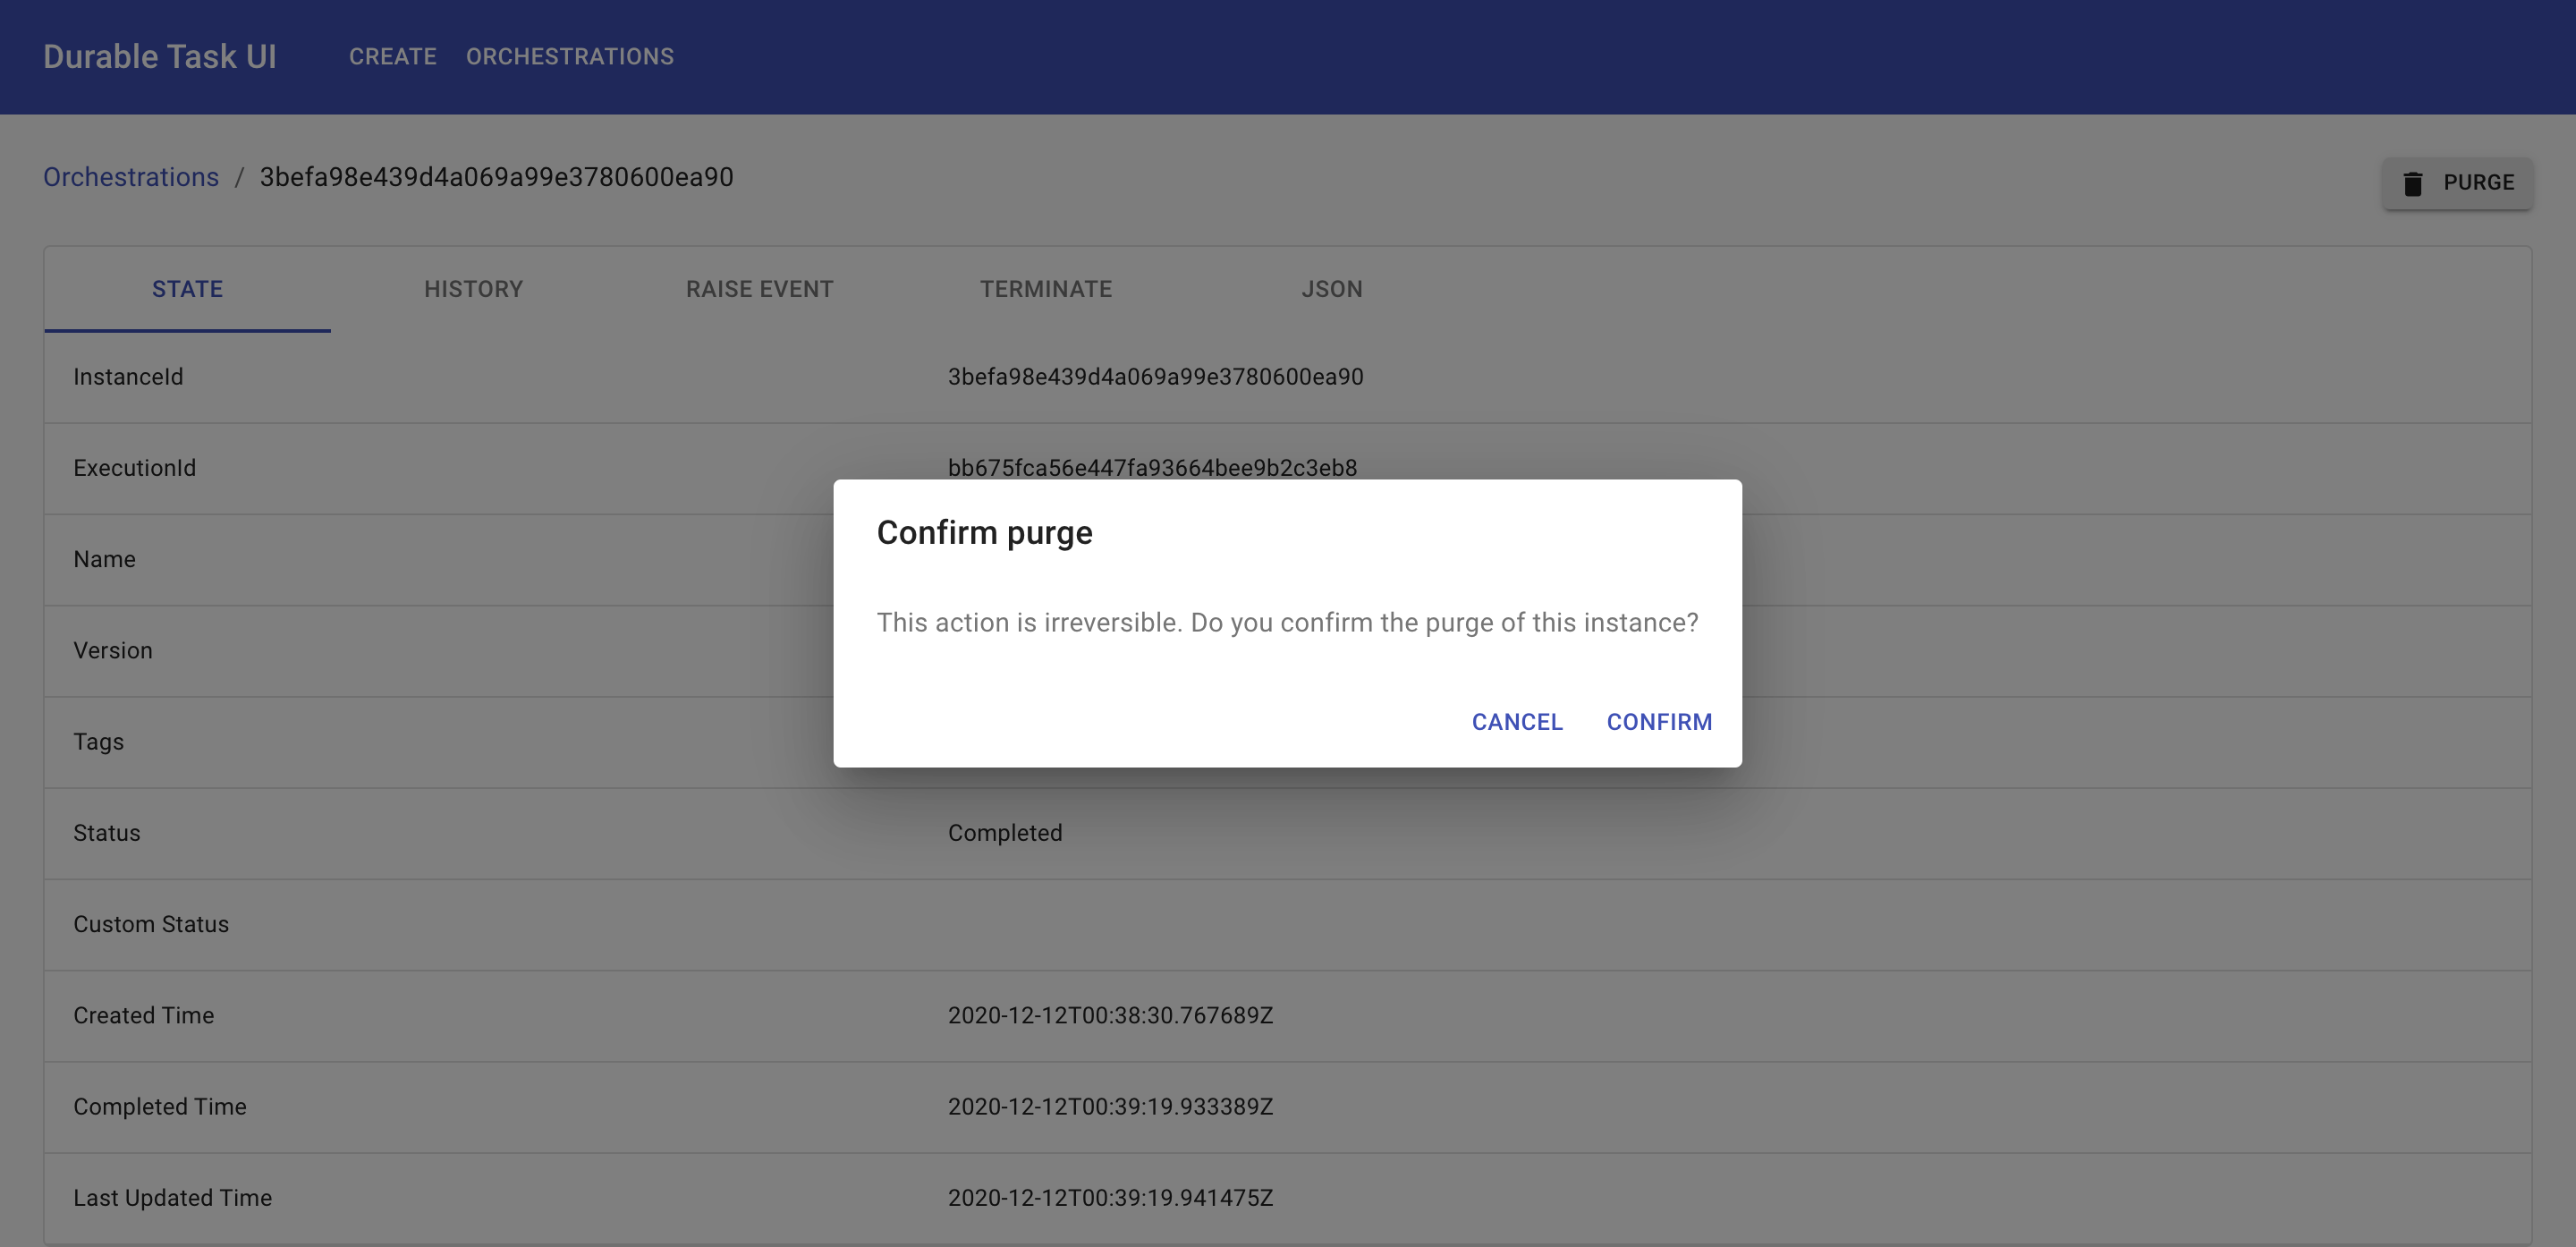 Durable Task UI CREATE ORCHESTRATIONS
Orchestrations / 3befa98e439d4a069a99e3780600ea90 PURGE
STATE HISTORY RAISE EVENT TERMINATE JSON
InstanceId 3befa98e439d4a069a99e3780600ea90
ExecutionId bb675fca56e447fa93664bee9b2c3eb8
Name
Version
Tags
Status Completed
Custom Status
Created Time 2020-12-12T00:38:30.767689Z
Completed Time 2020-12-12T00:39:19.933389Z
Last Updated Time 2020-12-12T00:39:19.941475Z
Confirm purge
This action is irreversible. Do you confirm the purge of this instance?
CANCEL CONFIRM